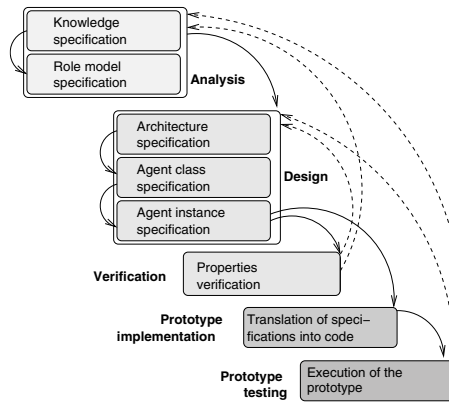 Knowledge
specification
Role model
specification
Analysis
Architecture
specification
Agent class
specification
Design
Agent instance
specification
Verification
Properties
verification
Prototype
implementation
Translation of speci-
fications into code
Prototype
testing
Execution of the
prototype